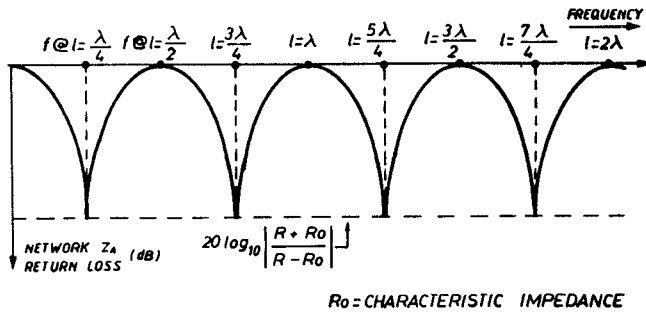 FREQUENCY
f@l=λ/4 f@l=λ/2 l=3λ/4 l=λ l=5λ/4 l=3λ/2 l=7λ/4 l=2λ
NETWORK ZA
RETURN LOSS (dB)
20 log10 |R + Ro / R - Ro|
Ro = CHARACTERISTIC IMPEDANCE